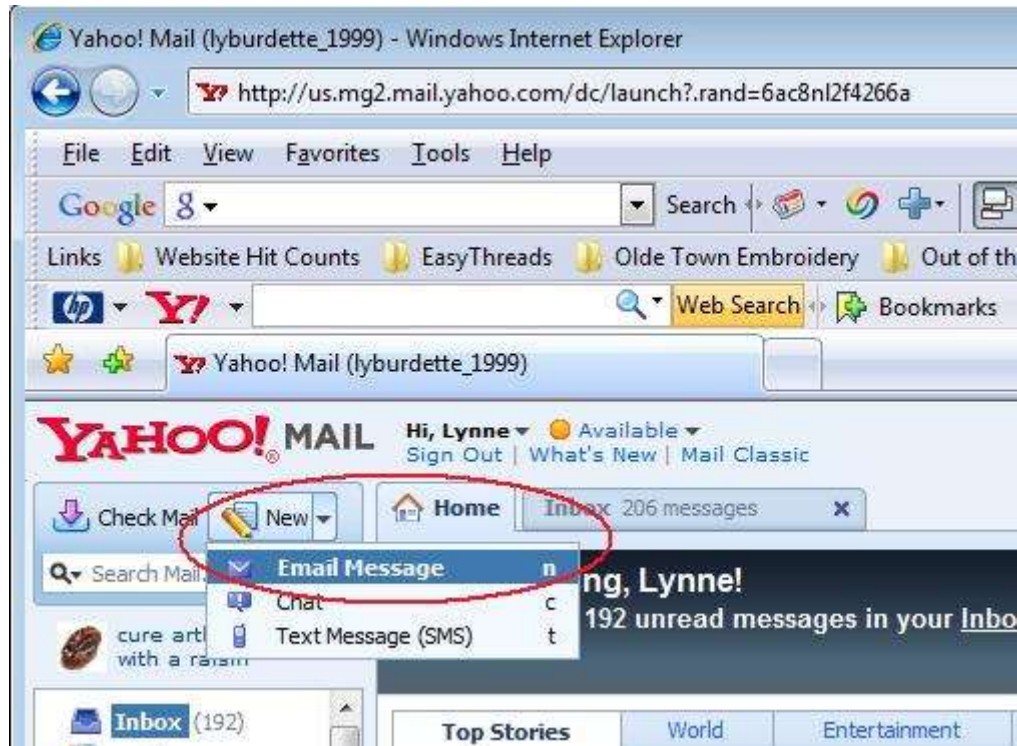 Yahoo! Mail (lyburdette_1999) - Windows Internet Explorer
http://us.mg2.mail.yahoo.com/dc/launch?.rand=6ac8nl2f4266a
File Edit View Favorites Tools Help
Google Search
Links Website Hit Counts EasyThreads Olde Town Embroidery Out of th
hp Y! Web Search Bookmarks
Yahoo! Mail (lyburdette_1999)
YAHOO! MAIL Hi, Lynne Available
Sign Out | What's New | Mail Classic
Check Mail New Home Inbox 206 messages x
Search Mail
Email Message n
Chat c
Text Message (SMS) t
ng, Lynne!
192 unread messages in your Inbo
cure
with a raisin
Inbox (192)
Top Stories World Entertainment